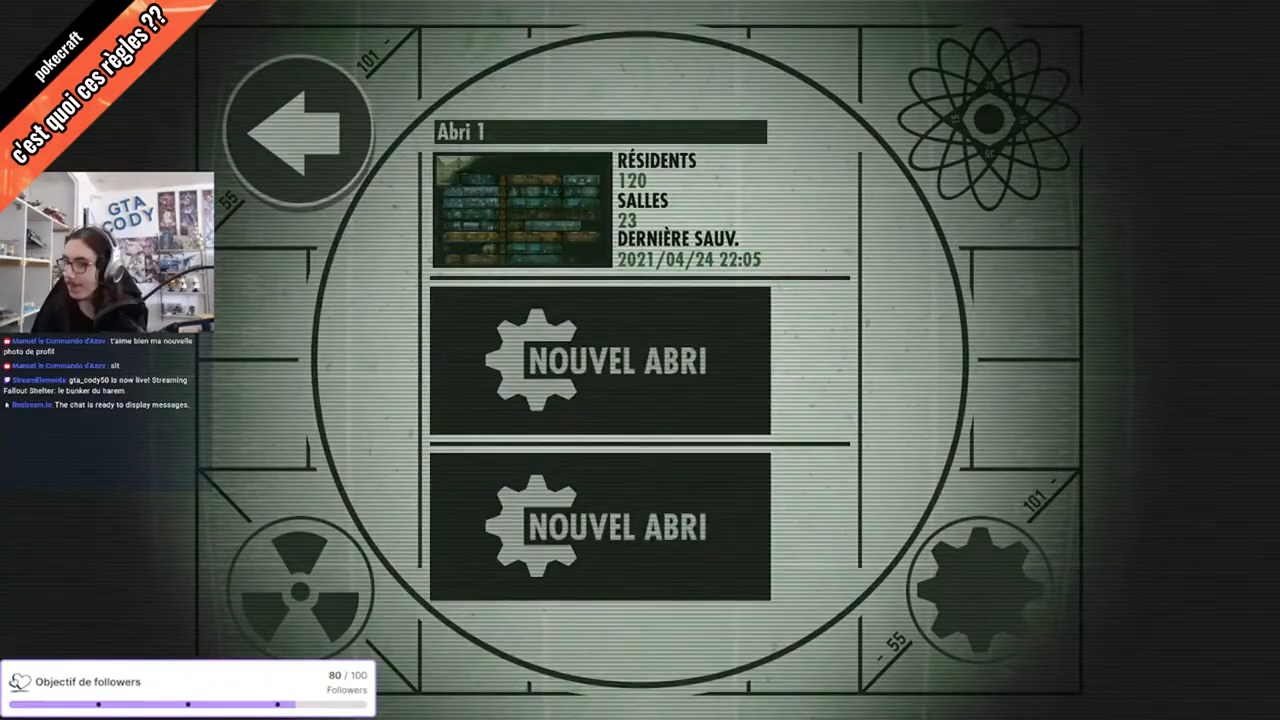 pokecraft
c'est quoi ces règles ??
GTA
CODY
101 -
55
Abri 1
RÉSIDENTS
120
SALLES
23
DERNIÈRE SAUV.
2021/04/24 22:05
NOUVEL ABRI
NOUVEL ABRI
101 -
- 55
Manuel le Commando d'Azov : t'aime bien ma nouvelle
photo de profil
Manuel le Commando d'Azov : slt
StreamElements: gta_cody50 is now live! Streaming
Fallout Shelter: le bunker du harem
Restream.io: The chat is ready to display messages.
Objectif de followers
80 / 100
Followers